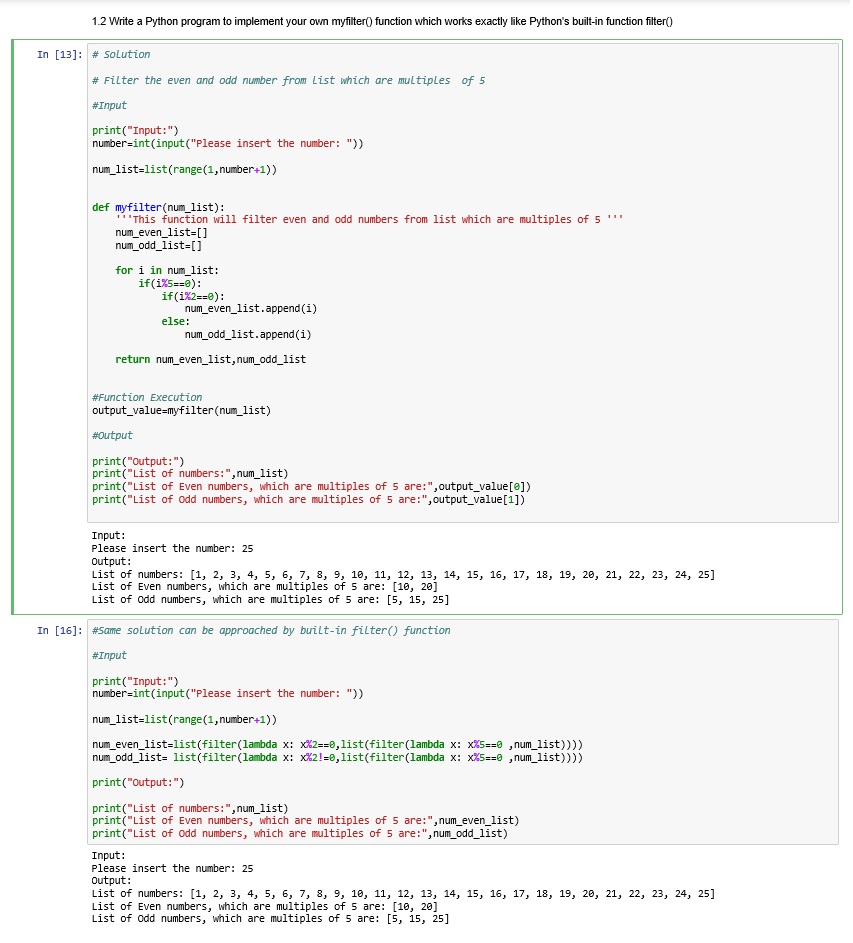 1.2 Write a Python program to implement your own myfilter() function which works exactly like Python's built-in function filter()
In [13]: # Solution
# Filter the even and odd number from list which are multiples  of 5
#Input
print("Input:")
number=int(input("Please insert the number: "))
num_list=list(range(1,number+1))
def myfilter(num_list):
    '''This function will filter even and odd numbers from list which are multiples of 5 '''
    num_even_list=[]
    num_odd_list=[]
    for i in num_list:
        if(i%5==0):
            if(i%2==0):
                num_even_list.append(i)
            else:
                num_odd_list.append(i)
    return num_even_list,num_odd_list
#Function Execution
output_value=myfilter(num_list)
#Output
print("Output:")
print("List of numbers:",num_list)
print("List of Even numbers, which are multiples of 5 are:",output_value[0])
print("List of Odd numbers, which are multiples of 5 are:",output_value[1])
Input:
Please insert the number: 25
Output:
List of numbers: [1, 2, 3, 4, 5, 6, 7, 8, 9, 10, 11, 12, 13, 14, 15, 16, 17, 18, 19, 20, 21, 22, 23, 24, 25]
List of Even numbers, which are multiples of 5 are: [10, 20]
List of Odd numbers, which are multiples of 5 are: [5, 15, 25]
In [16]: #Same solution can be approached by built-in filter() function
#Input
print("Input:")
number=int(input("Please insert the number: "))
num_list=list(range(1,number+1))
num_even_list=list(filter(lambda x: x%2==0,list(filter(lambda x: x%5==0 ,num_list))))
num_odd_list= list(filter(lambda x: x%2!=0,list(filter(lambda x: x%5==0 ,num_list))))
print("Output:")
print("List of numbers:",num_list)
print("List of Even numbers, which are multiples of 5 are:",num_even_list)
print("List of Odd numbers, which are multiples of 5 are:",num_odd_list)
Input:
Please insert the number: 25
Output:
List of numbers: [1, 2, 3, 4, 5, 6, 7, 8, 9, 10, 11, 12, 13, 14, 15, 16, 17, 18, 19, 20, 21, 22, 23, 24, 25]
List of Even numbers, which are multiples of 5 are: [10, 20]
List of Odd numbers, which are multiples of 5 are: [5, 15, 25]